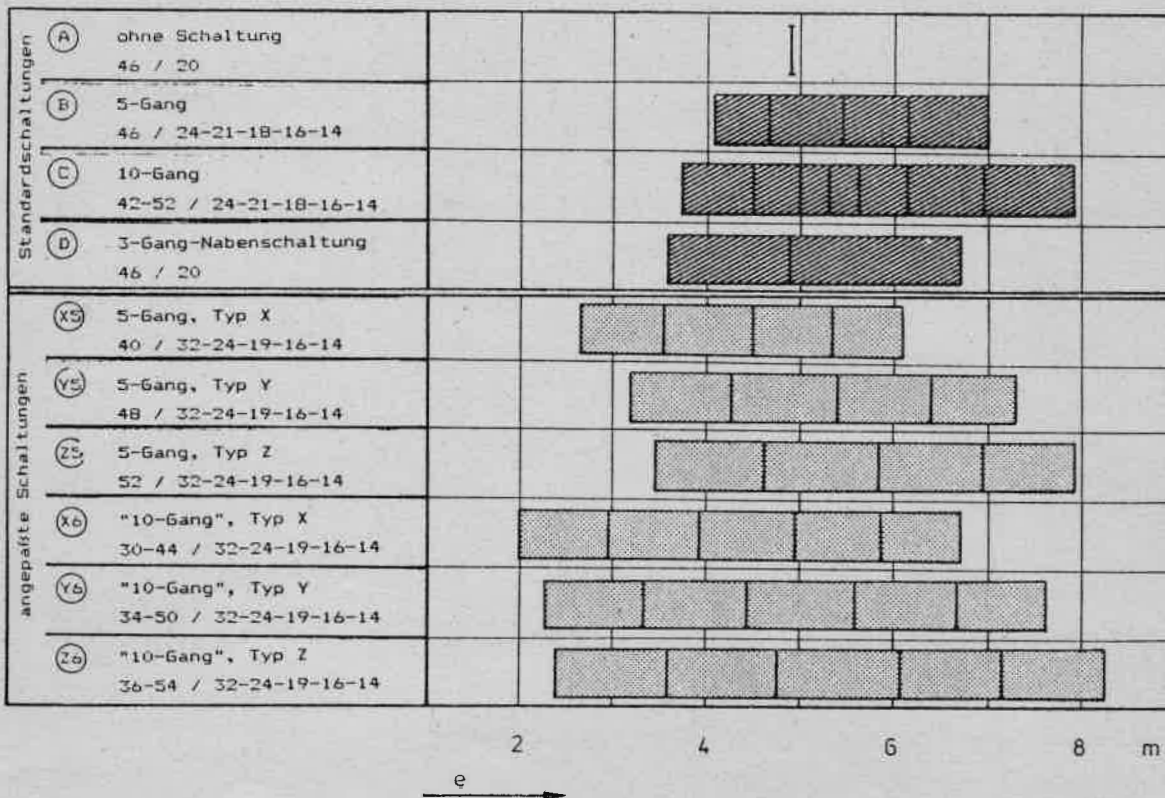 Standardschaltungen
A ohne Schaltung
46 / 20
B 5-Gang
46 / 24-21-18-16-14
C 10-Gang
42-52 / 24-21-18-16-14
D 3-Gang-Nabenschaltung
46 / 20
angepaßte Schaltungen
X5 5-Gang, Typ X
40 / 32-24-19-16-14
Y5 5-Gang, Typ Y
48 / 32-24-19-16-14
Z5 5-Gang, Typ Z
52 / 32-24-19-16-14
X6 "10-Gang", Typ X
30-44 / 32-24-19-16-14
Y6 "10-Gang", Typ Y
34-50 / 32-24-19-16-14
Z6 "10-Gang", Typ Z
36-54 / 32-24-19-16-14
2 4 6 8 m
e